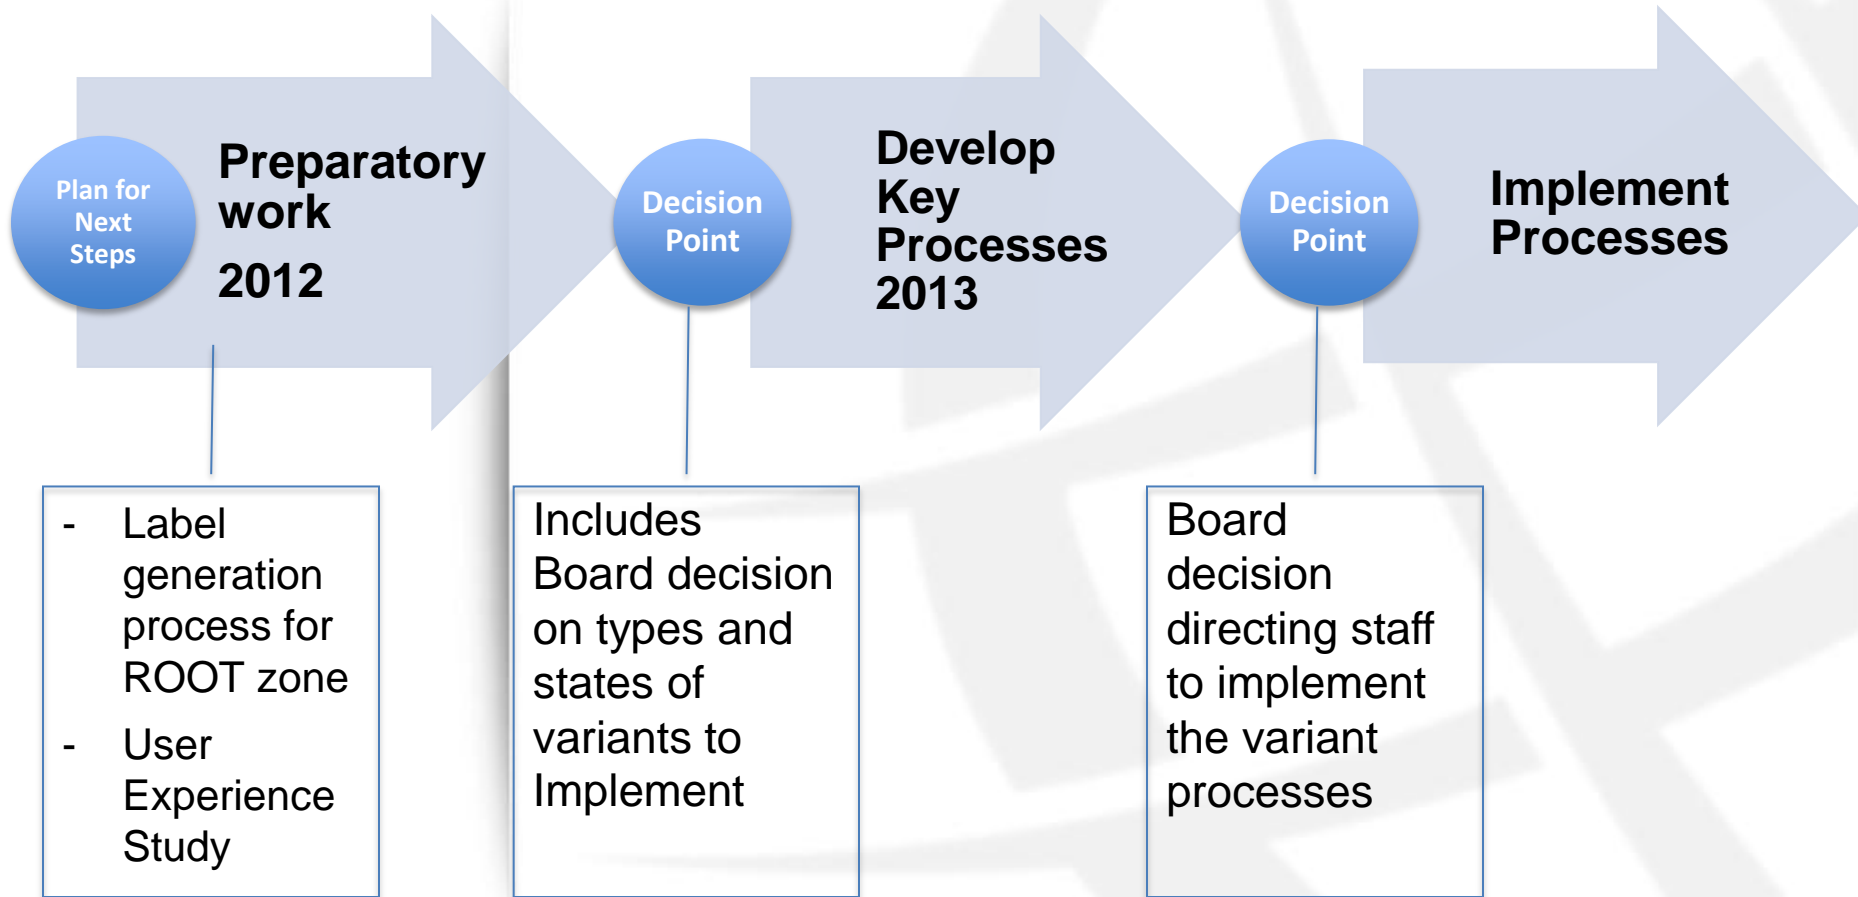 Plan for
Next
Steps
Preparatory
work
2012
Decision
Point
Develop
Key
Processes
2013
Decision
Point
Implement
Processes
- Label
generation
process for
ROOT zone
- User
Experience
Study
Includes
Board decision
on types and
states of
variants to
Implement
Board
decision
directing staff
to implement
the variant
processes